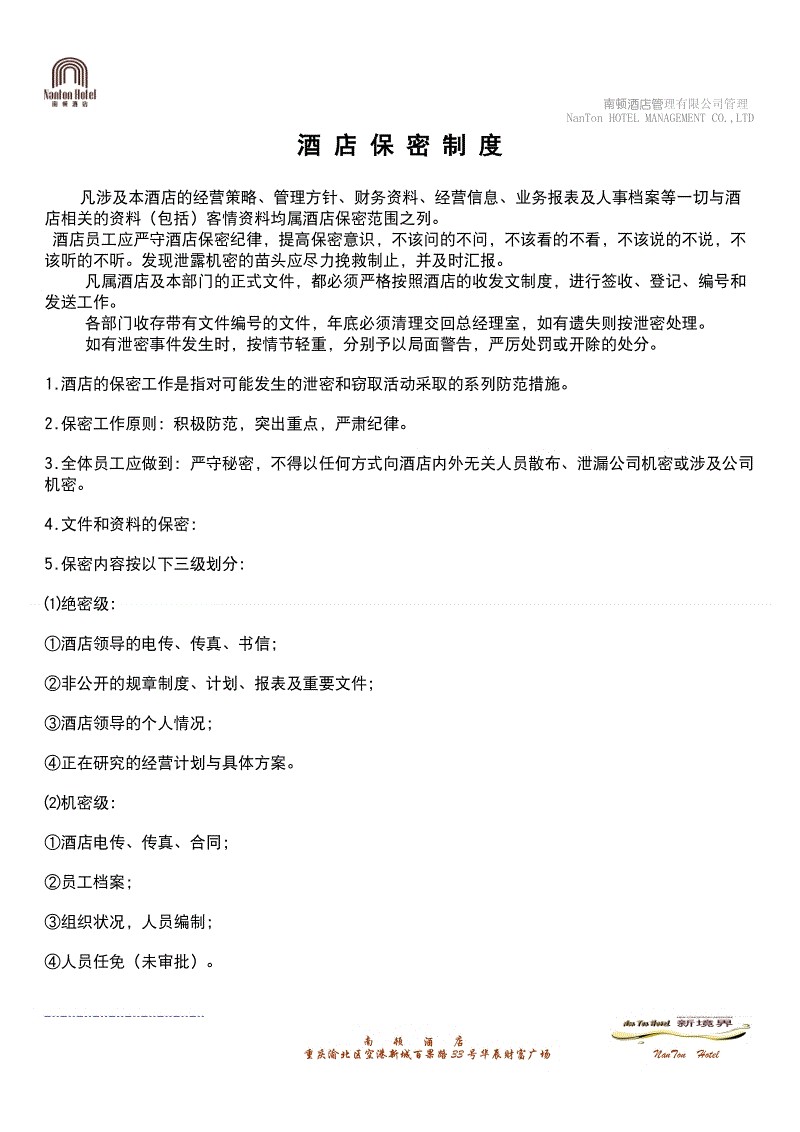 NanTon Hotel
南顿酒店
南顿酒店管理有限公司管理
NanTon HOTEL MANAGEMENT CO.,LTD
酒店保密制度
凡涉及本酒店的经营策略、管理方针、财务资料、经营信息、业务报表及人事档案等一切与酒
店相关的资料（包括）客情资料均属酒店保密范围之列。
酒店员工应严守酒店保密纪律，提高保密意识，不该问的不问，不该看的不看，不该说的不说，不
该听的不听。发现泄露机密的苗头应尽力挽救制止，并及时汇报。
凡属酒店及本部门的正式文件，都必须严格按照酒店的收发文制度，进行签收、登记、编号和
发送工作。
各部门收存带有文件编号的文件，年底必须清理交回总经理室，如有遗失则按泄密处理。
如有泄密事件发生时，按情节轻重，分别予以局面警告，严厉处罚或开除的处分。
1.酒店的保密工作是指对可能发生的泄密和窃取活动采取的系列防范措施。
2.保密工作原则：积极防范，突出重点，严肃纪律。
3.全体员工应做到：严守秘密，不得以任何方式向酒店内外无关人员散布、泄漏公司机密或涉及公司
机密。
4.文件和资料的保密：
5.保密内容按以下三级划分：
⑴绝密级：
①酒店领导的电传、传真、书信；
②非公开的规章制度、计划、报表及重要文件；
③酒店领导的个人情况；
④正在研究的经营计划与具体方案。
⑵机密级：
①酒店电传、传真、合同；
②员工档案；
③组织状况，人员编制；
④人员任免（未审批）。
南顿酒店
重庆渝北区空港新城百果路33号华辰财富广场
Nan Ton Hotel 新境界
NanTon Hotel